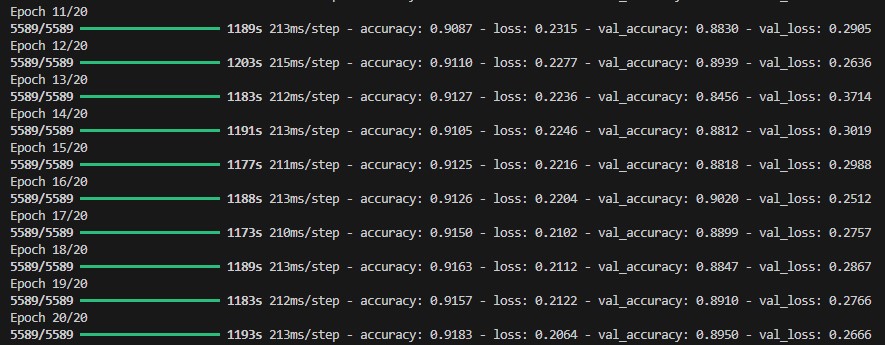 Epoch 11/20
5589/5589 1189s 213ms/step - accuracy: 0.9087 - loss: 0.2315 - val_accuracy: 0.8830 - val_loss: 0.2905
Epoch 12/20
5589/5589 1203s 215ms/step - accuracy: 0.9110 - loss: 0.2277 - val_accuracy: 0.8939 - val_loss: 0.2636
Epoch 13/20
5589/5589 1183s 212ms/step - accuracy: 0.9127 - loss: 0.2236 - val_accuracy: 0.8456 - val_loss: 0.3714
Epoch 14/20
5589/5589 1191s 213ms/step - accuracy: 0.9105 - loss: 0.2246 - val_accuracy: 0.8812 - val_loss: 0.3019
Epoch 15/20
5589/5589 1177s 211ms/step - accuracy: 0.9125 - loss: 0.2216 - val_accuracy: 0.8818 - val_loss: 0.2988
Epoch 16/20
5589/5589 1188s 213ms/step - accuracy: 0.9126 - loss: 0.2204 - val_accuracy: 0.9020 - val_loss: 0.2512
Epoch 17/20
5589/5589 1173s 210ms/step - accuracy: 0.9150 - loss: 0.2102 - val_accuracy: 0.8899 - val_loss: 0.2757
Epoch 18/20
5589/5589 1189s 213ms/step - accuracy: 0.9163 - loss: 0.2112 - val_accuracy: 0.8847 - val_loss: 0.2867
Epoch 19/20
5589/5589 1183s 212ms/step - accuracy: 0.9157 - loss: 0.2122 - val_accuracy: 0.8910 - val_loss: 0.2766
Epoch 20/20
5589/5589 1193s 213ms/step - accuracy: 0.9183 - loss: 0.2064 - val_accuracy: 0.8950 - val_loss: 0.2666